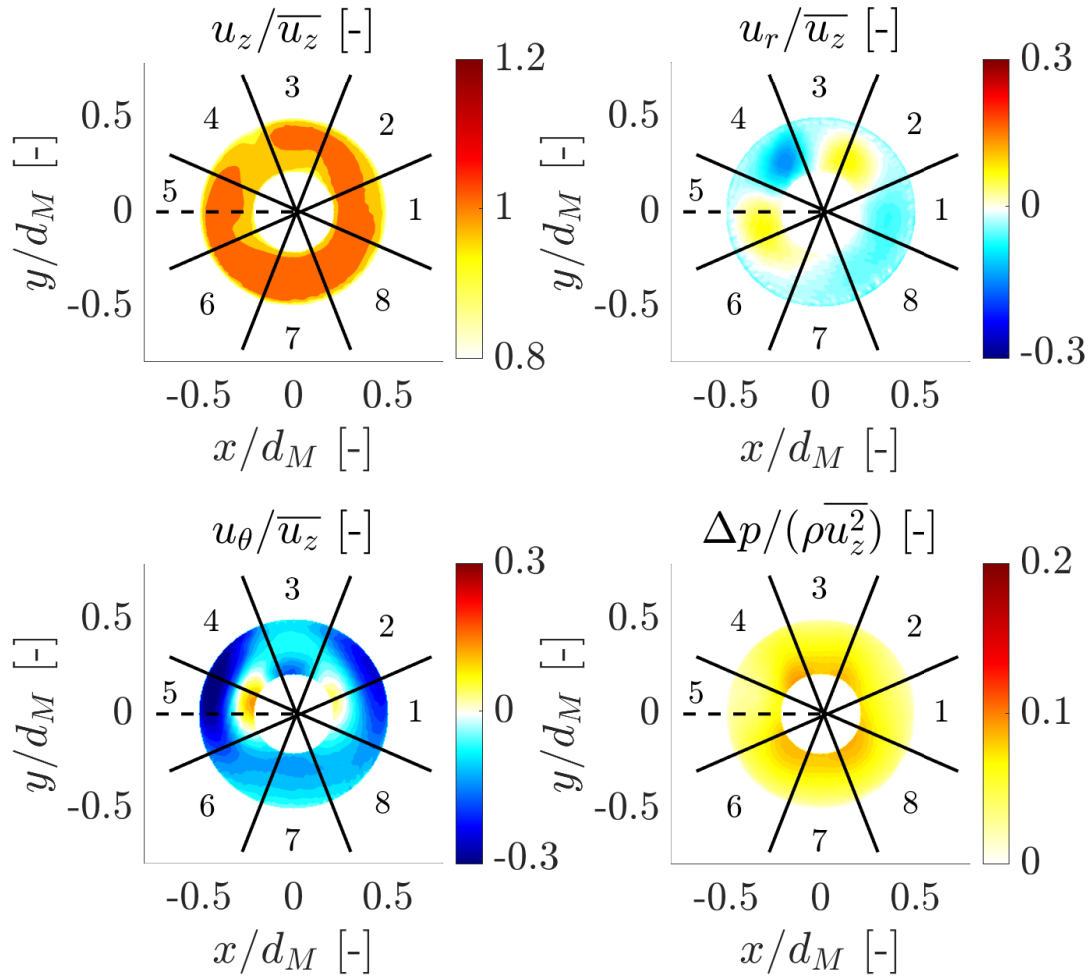 u_z/\overline{u_z} [-]
1.2
1
0.8
0.5
0
-0.5
y/d_M [-]
-0.5 0 0.5
x/d_M [-]
3
4 2
5 1
6 8
7
u_r/\overline{u_z} [-]
0.3
0
-0.3
0.5
0
-0.5
y/d_M [-]
-0.5 0 0.5
x/d_M [-]
3
4 2
5 1
6 8
7
u_θ/\overline{u_z} [-]
0.3
0
-0.3
0.5
0
-0.5
y/d_M [-]
-0.5 0 0.5
x/d_M [-]
3
4 2
5 1
6 8
7
Δp/(ρ\overline{u_z^2}) [-]
0.2
0.1
0
0.5
0
-0.5
y/d_M [-]
-0.5 0 0.5
x/d_M [-]
3
4 2
5 1
6 8
7